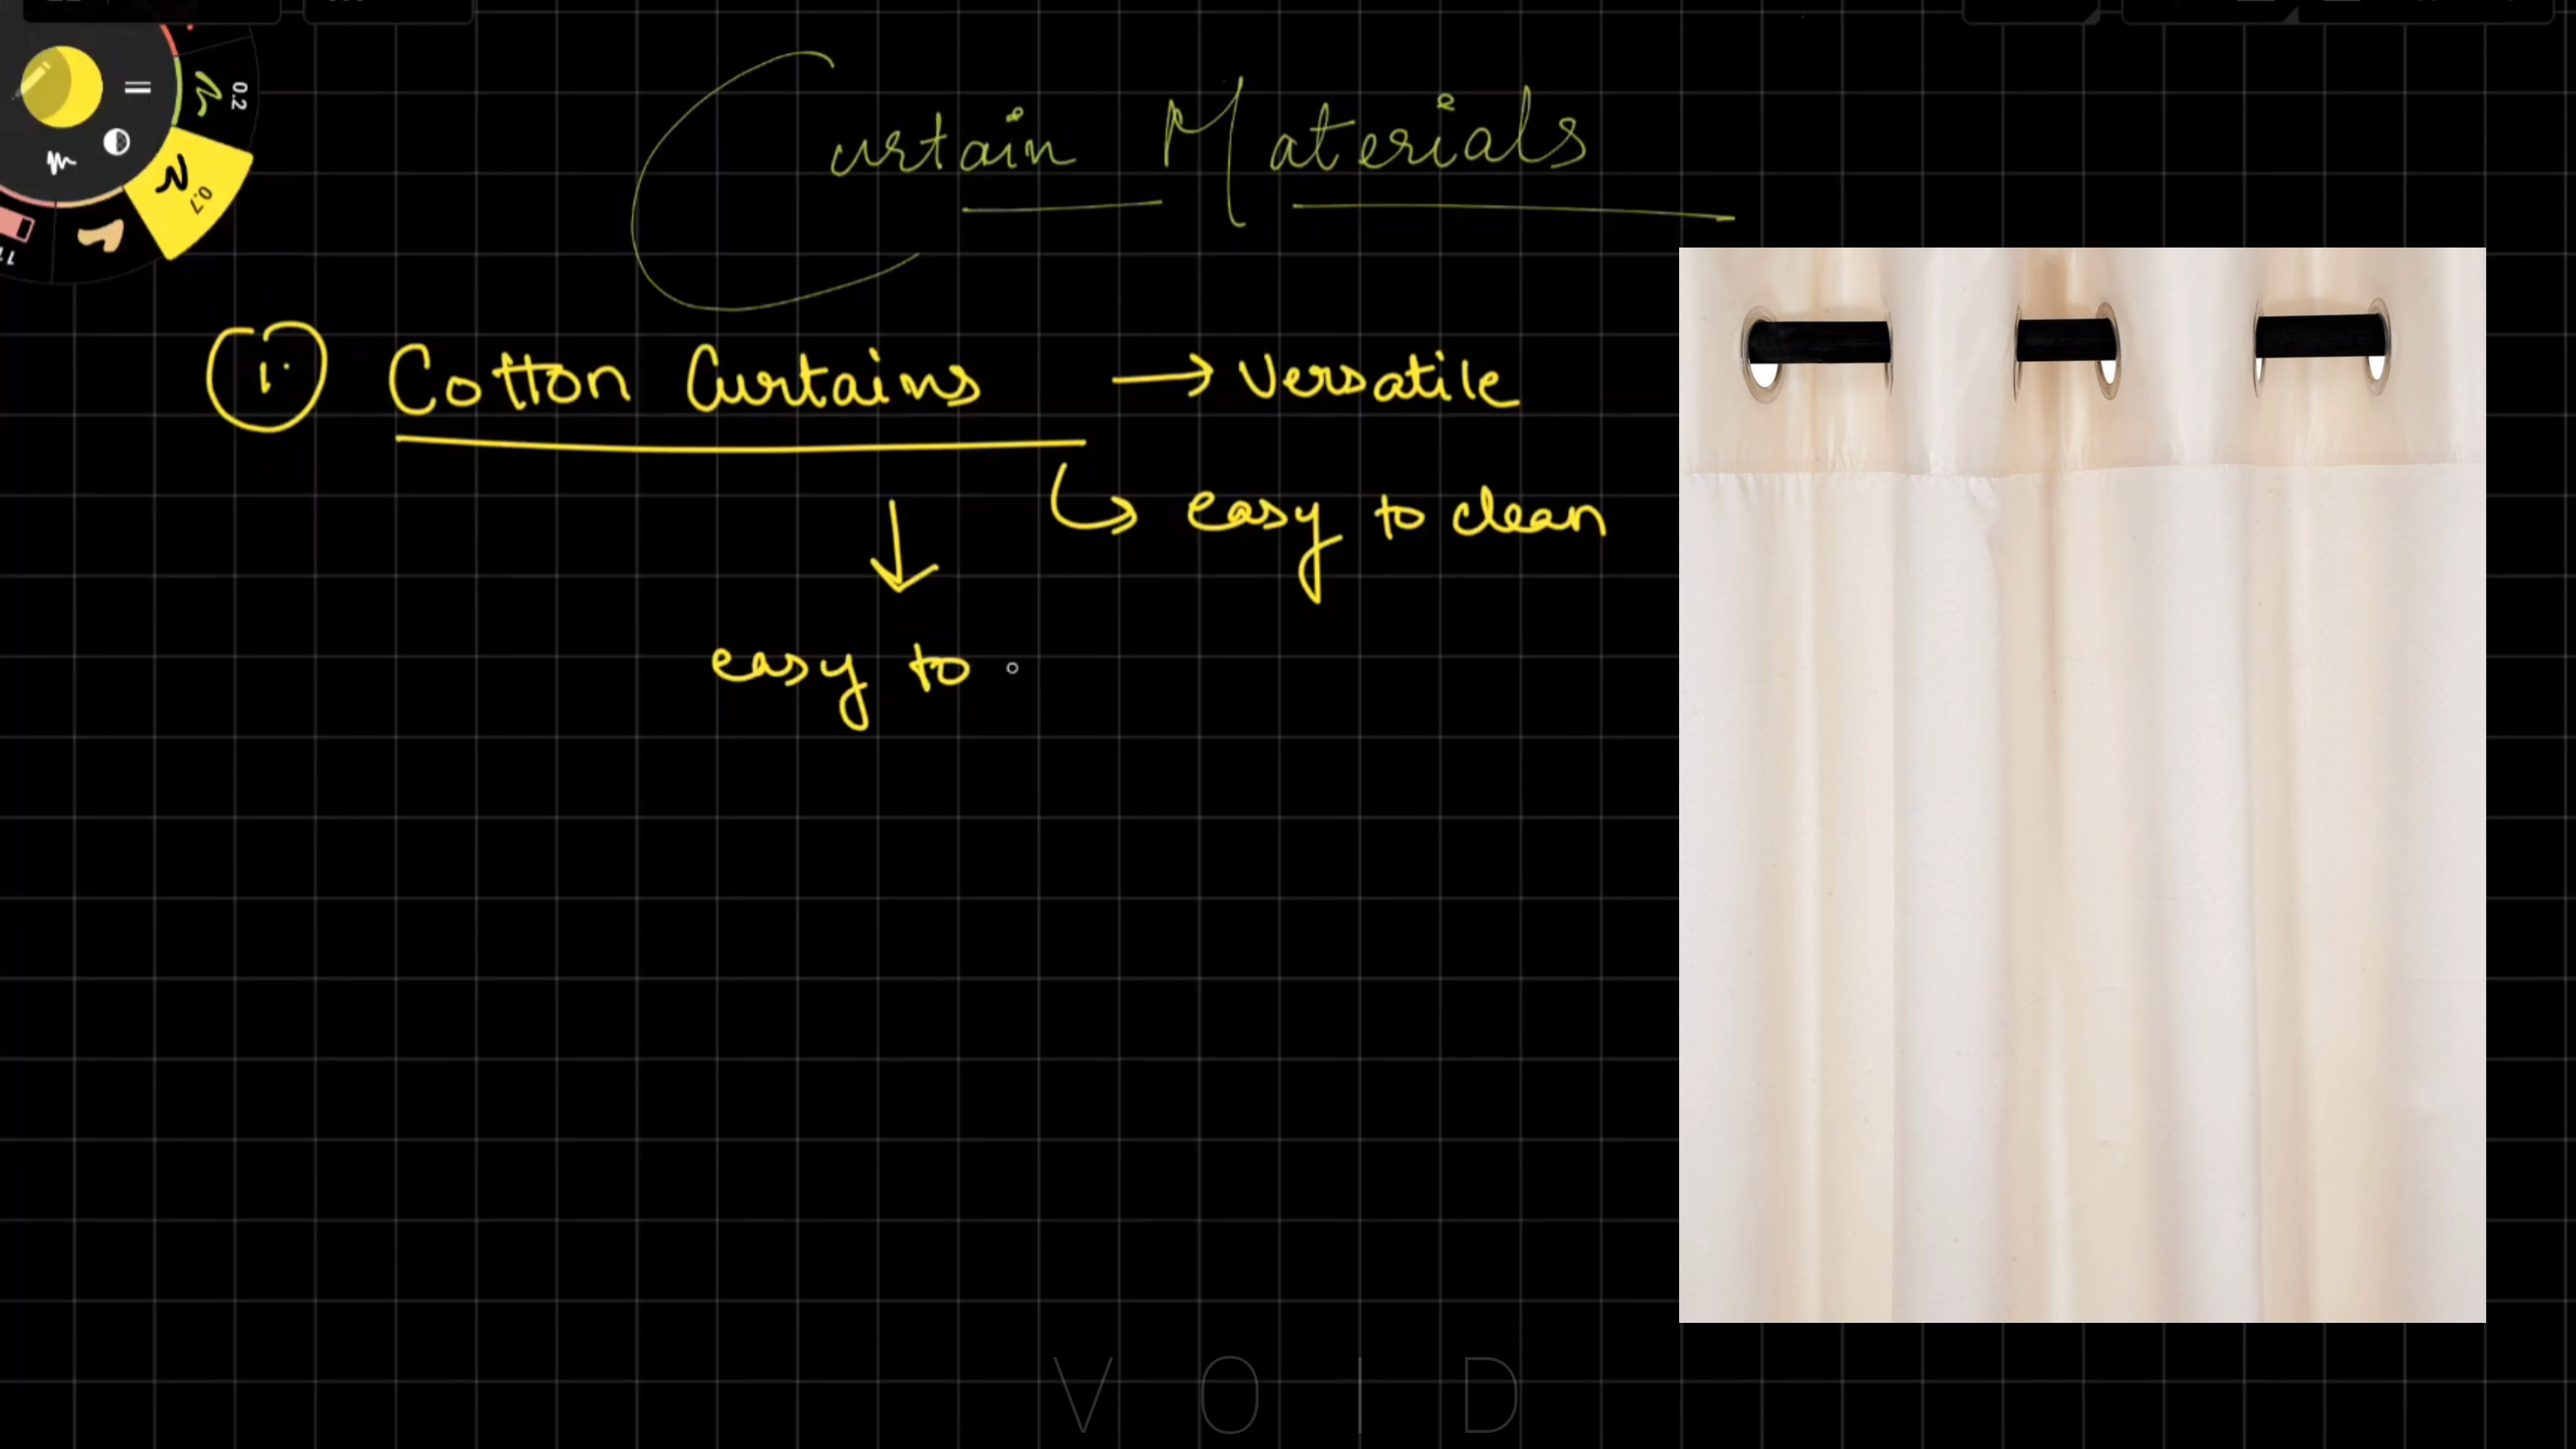 Curtain Materials
1. Cotton Curtains → Versatile
easy to clean
easy to
0.2
0.7
VOID